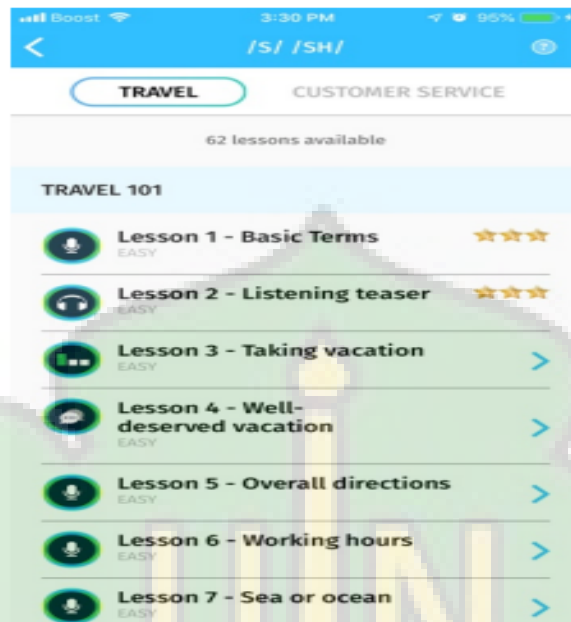 Boost 3:30 PM 95%
/S/ /SH/
TRAVEL CUSTOMER SERVICE
62 lessons available
TRAVEL 101
Lesson 1 - Basic Terms
EASY
Lesson 2 - Listening teaser
EASY
Lesson 3 - Taking vacation
EASY
Lesson 4 - Well-
deserved vacation
EASY
Lesson 5 - Overall directions
EASY
Lesson 6 - Working hours
EASY
Lesson 7 - Sea or ocean
EASY
UIN